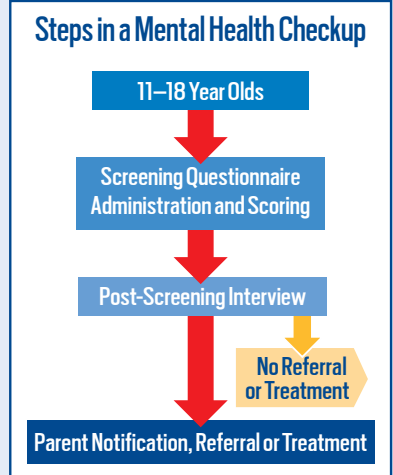 Steps in a Mental Health Checkup
11–18 Year Olds
Screening Questionnaire
Administration and Scoring
Post-Screening Interview
No Referral
or Treatment
Parent Notification, Referral or Treatment